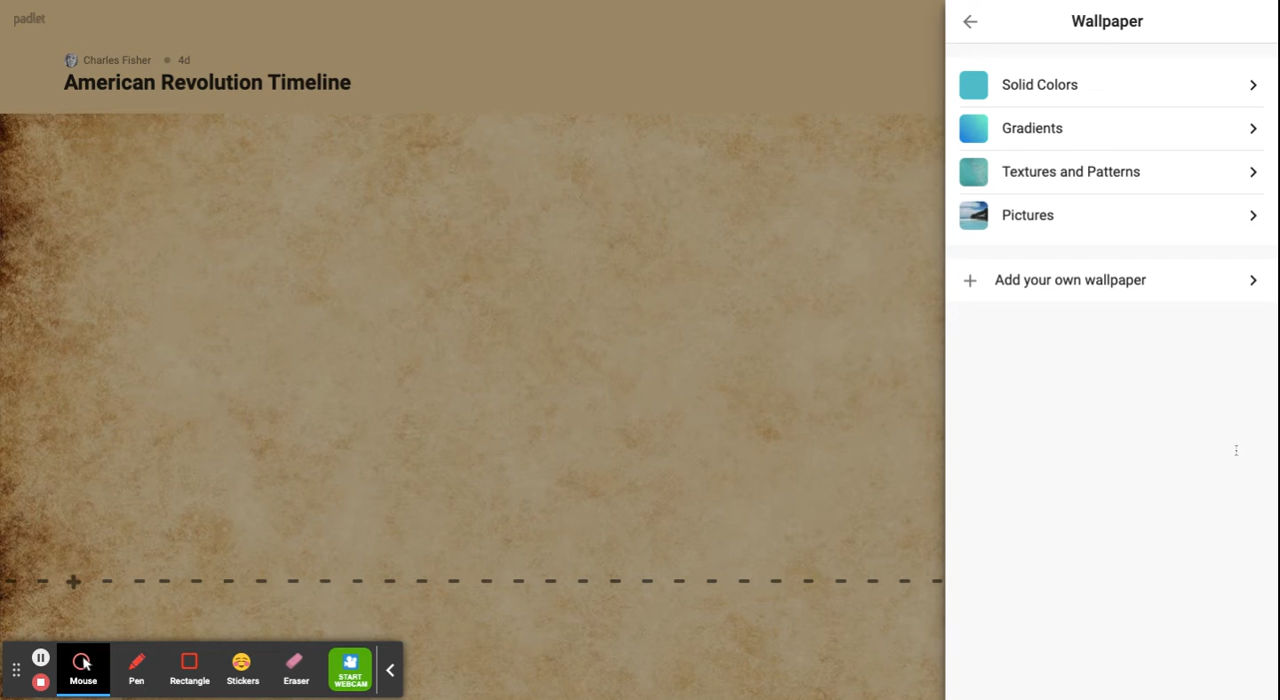 padlet
Charles Fisher • 4d
American Revolution Timeline
Wallpaper
Solid Colors
Gradients
Textures and Patterns
Pictures
Add your own wallpaper
Mouse
Pen
Rectangle
Stickers
Eraser
START
WEBCAM